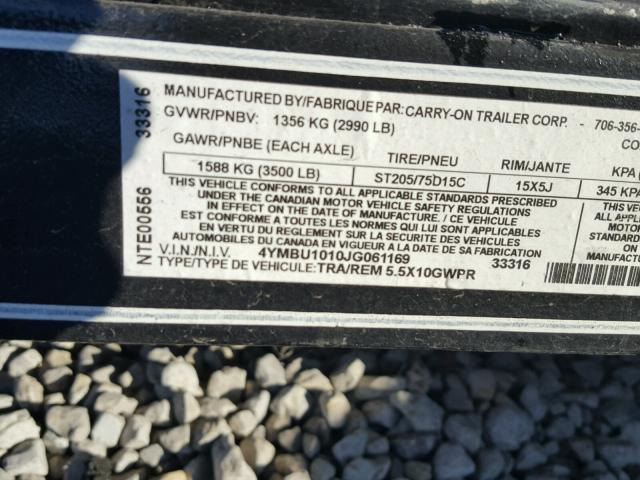 MANUFACTURED BY/FABRIQUE PAR: CARRY-ON TRAILER CORP. - 706-356-
GVWR/PNBV: 1356 KG (2990 LB) CO
GAWR/PNBE (EACH AXLE) TIRE/PNEU RIM/JANTE KPA (
1588 KG (3500 LB) ST205/75D15C 15X5J 345 KPA
THIS VEHICLE CONFORMS TO ALL APPLICABLE STANDARDS PRESCRIBED
UNDER THE CANADIAN MOTOR VEHICLE SAFETY REGULATIONS
IN EFFECT ON THE DATE OF MANUFACTURE. / CE VEHICULE
EST CONFORME A TOUTES LES NORMES QUI LUI SONT APPLICABLES
EN VERTU DU REGLEMENT SUR LA SECURITE DES VEHICULES
AUTOMOBILES DU CANADA EN VIGUEUR A LA DATE DE SA FABRICATION
V.I.N./N.I.V. 4YMBU1010JG061169 33316
TYPE/TYPE DE VEHICULE: TRA/REM 5.5X10GWPR
NTE00556 33316